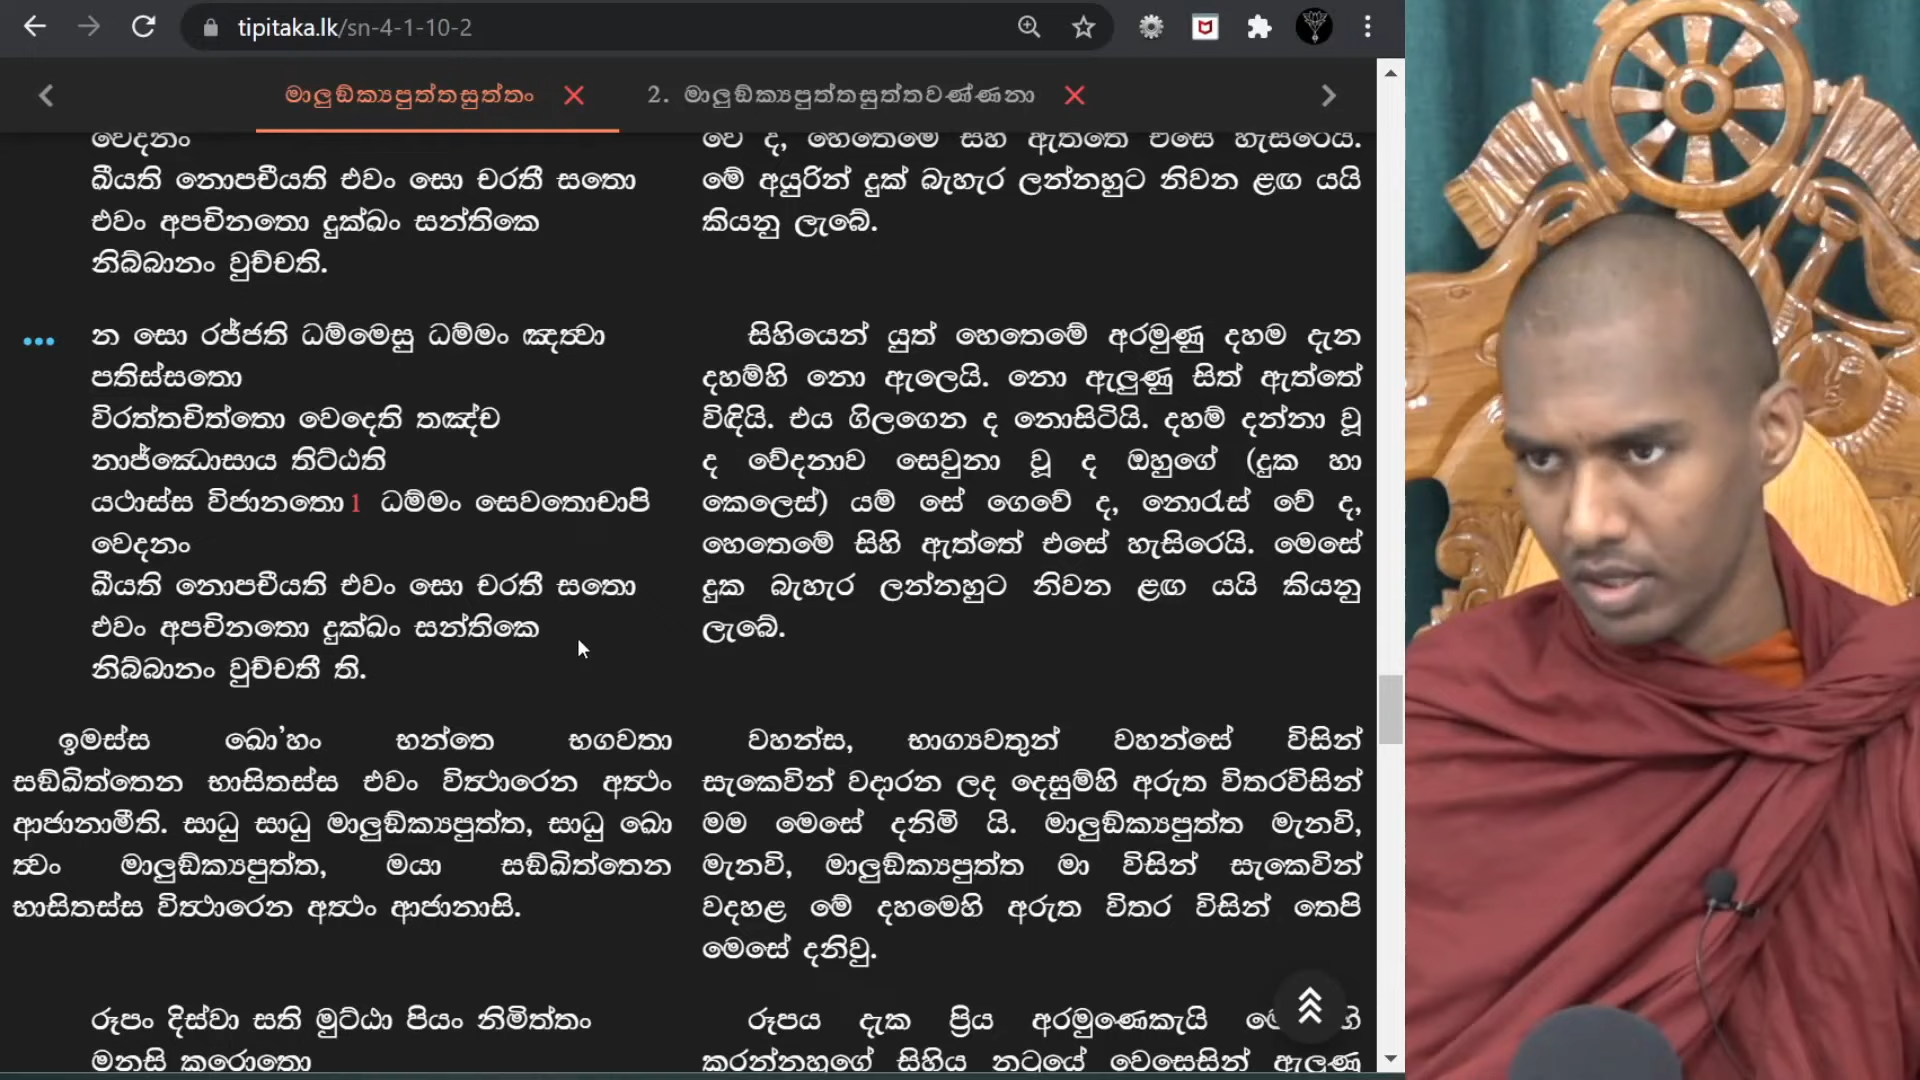 tipitaka.lk/sn-4-1-10-2
මාලුඞ්ක්‍යපුත්තසුත්තං
2. මාලුඞ්ක්‍යපුත්තසුත්තවණ්ණනා
වෙදනං
ඛීයති නොපචීයති එවං සො චරතී සතො
එවං අපචිනතො දුක්ඛං සන්තිකෙ
නිබ්බානං වුච්චති.
න සො රජ්ජති ධම්මෙසු ධම්මං ඤත්‍වා
පතිස්සතො
විරත්තචිත්තො වෙදෙති තඤ්ච
නාජ්ඣොසාය තිට්ඨති
යථාස්ස විජානතො1 ධම්මං සෙවතොචාපි
වෙදනං
ඛීයති නොපචීයති එවං සො චරතී සතො
එවං අපචිනතො දුක්ඛං සන්තිකෙ
නිබ්බානං වුච්චතී ති.
ඉමස්ස ඛො'හං භන්තෙ භගවතා
සඞ්ඛිත්තෙන භාසිතස්ස එවං විත්‍ථාරෙන අත්‍ථං
ආජානාමීති. සාධු සාධු මාලුඞ්ක්‍යපුත්ත, සාධු ඛො
ත්‍වං මාලුඞ්ක්‍යපුත්ත, මයා සඞ්ඛිත්තෙන
භාසිතස්ස විත්‍ථාරෙන අත්‍ථං ආජානාසි.
රූපං දිස්වා සති මුට්ඨා පියං නිමිත්තං
මනසි කරොතො
වේ ද, හෙතෙමේ සිහි ඇත්තේ එසේ හැසිරෙයි.
මේ අයුරින් දුක් බැහැර ලන්නහුට නිවන ළඟ යයි
කියනු ලැබේ.
සිහියෙන් යුත් හෙතෙමේ අරමුණු දහම දැන
දහම්හි නො ඇලෙයි. නො ඇලුණු සිත් ඇත්තේ
විඳියි. එය ගිලගෙන ද නොසිටියි. දහම් දන්නා වූ
ද වේදනාව සෙවුනා වූ ද ඔහුගේ (දුක හා
කෙලෙස්) යම් සේ ගෙවේ ද, නොරැස් වේ ද,
හෙතෙමේ සිහි ඇත්තේ එසේ හැසිරෙයි. මෙසේ
දුක බැහැර ලන්නහුට නිවන ළඟ යයි කියනු
ලැබේ.
වහන්ස, භාග්‍යවතුන් වහන්සේ විසින්
සැකෙවින් වදාරන ලද දෙසුම්හි අරුත විතරවිසින්
මම මෙසේ දනිමි යි. මාලුඞ්ක්‍යපුත්ත මැනවි,
මැනවි, මාලුඞ්ක්‍යපුත්ත මා විසින් සැකෙවින්
වදහළ මේ දහමෙහි අරුත විතර විසින් තෙපි
මෙසේ දනිවු.
රූපය දැක ප්‍රිය අරමුණෙකැයි
කරන්නහුගේ සිහිය නටුයේ වෙසෙසින් ඇලුණු